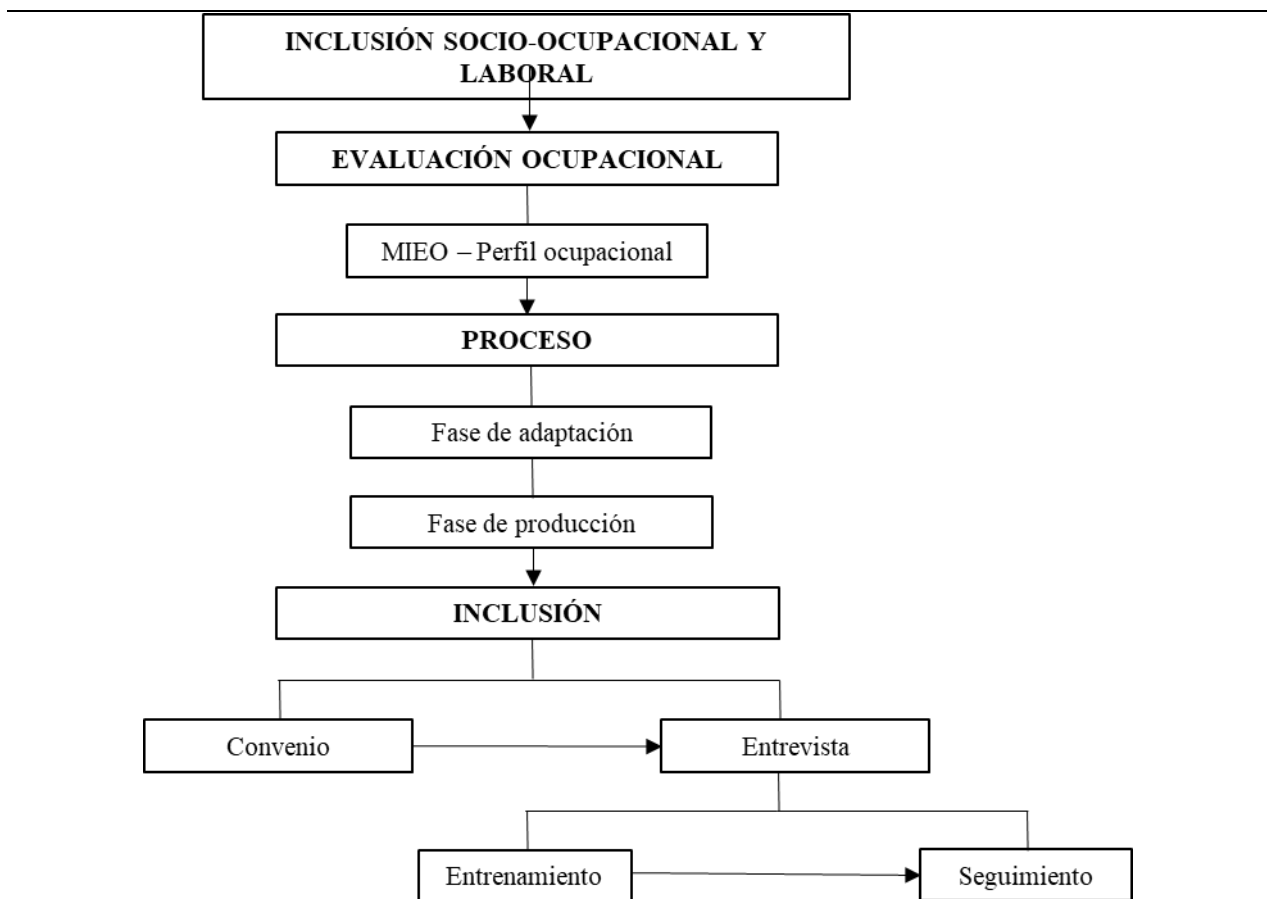 INCLUSIÓN SOCIO-OCUPACIONAL Y
LABORAL
EVALUACIÓN OCUPACIONAL
MIEO – Perfil ocupacional
PROCESO
Fase de adaptación
Fase de producción
INCLUSIÓN
Convenio
Entrevista
Entrenamiento
Seguimiento